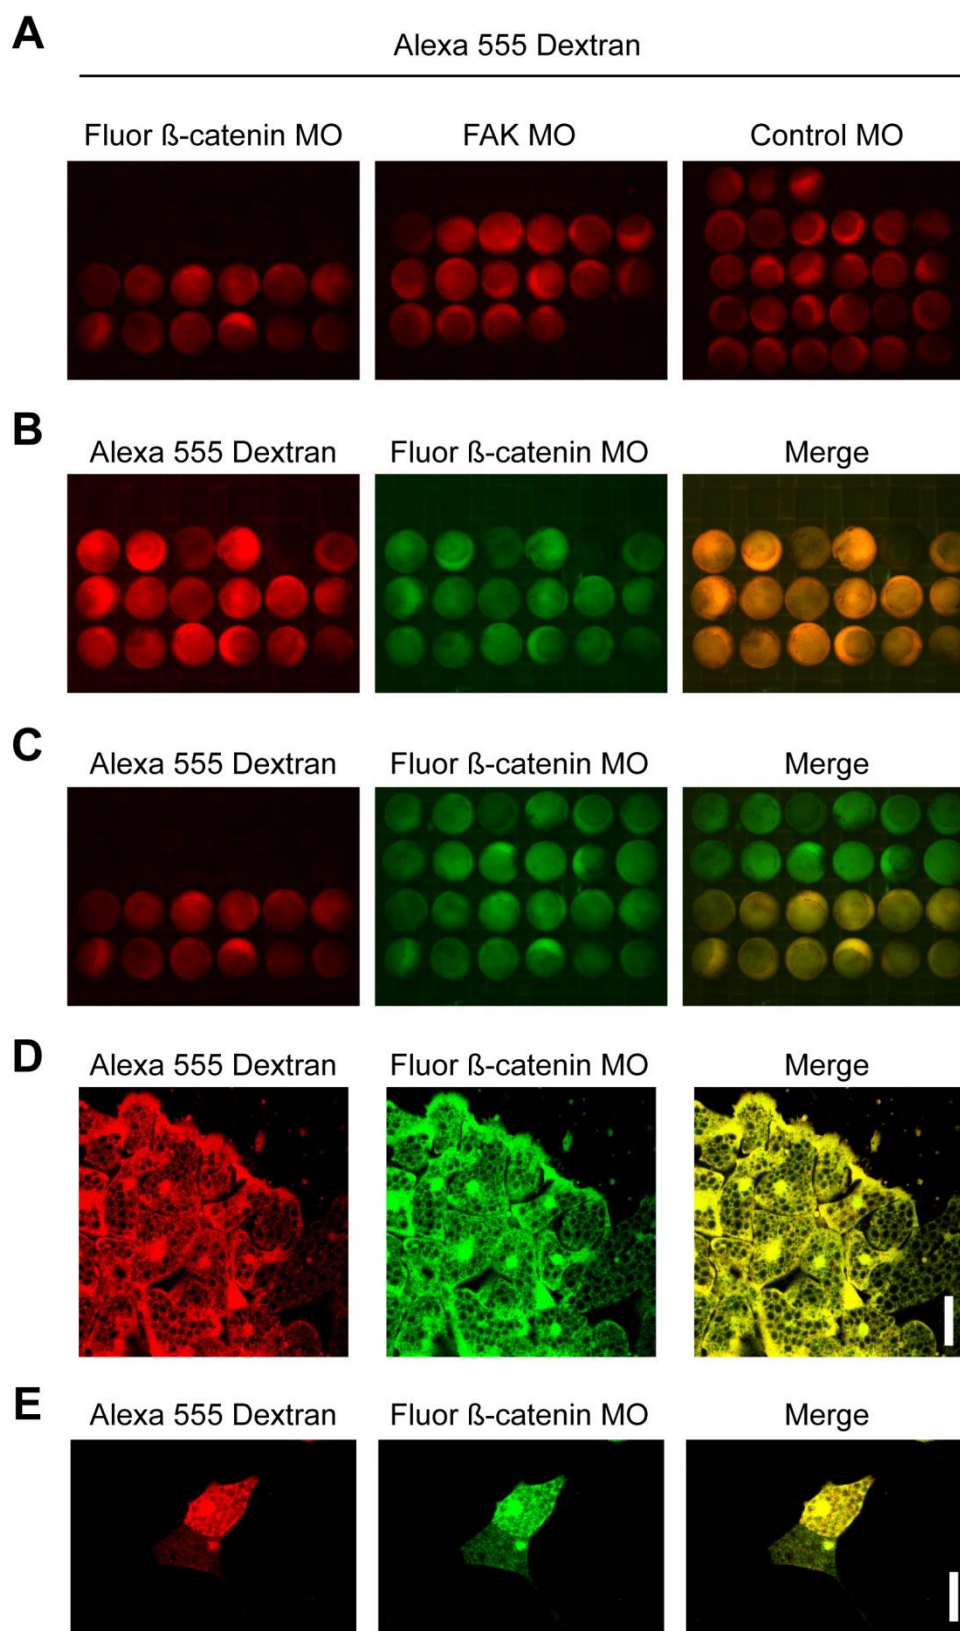 A
Alexa 555 Dextran
Fluor ß-catenin MO FAK MO Control MO
B
Alexa 555 Dextran Fluor ß-catenin MO Merge
C
Alexa 555 Dextran Fluor ß-catenin MO Merge
D
Alexa 555 Dextran Fluor ß-catenin MO Merge
E
Alexa 555 Dextran Fluor ß-catenin MO Merge